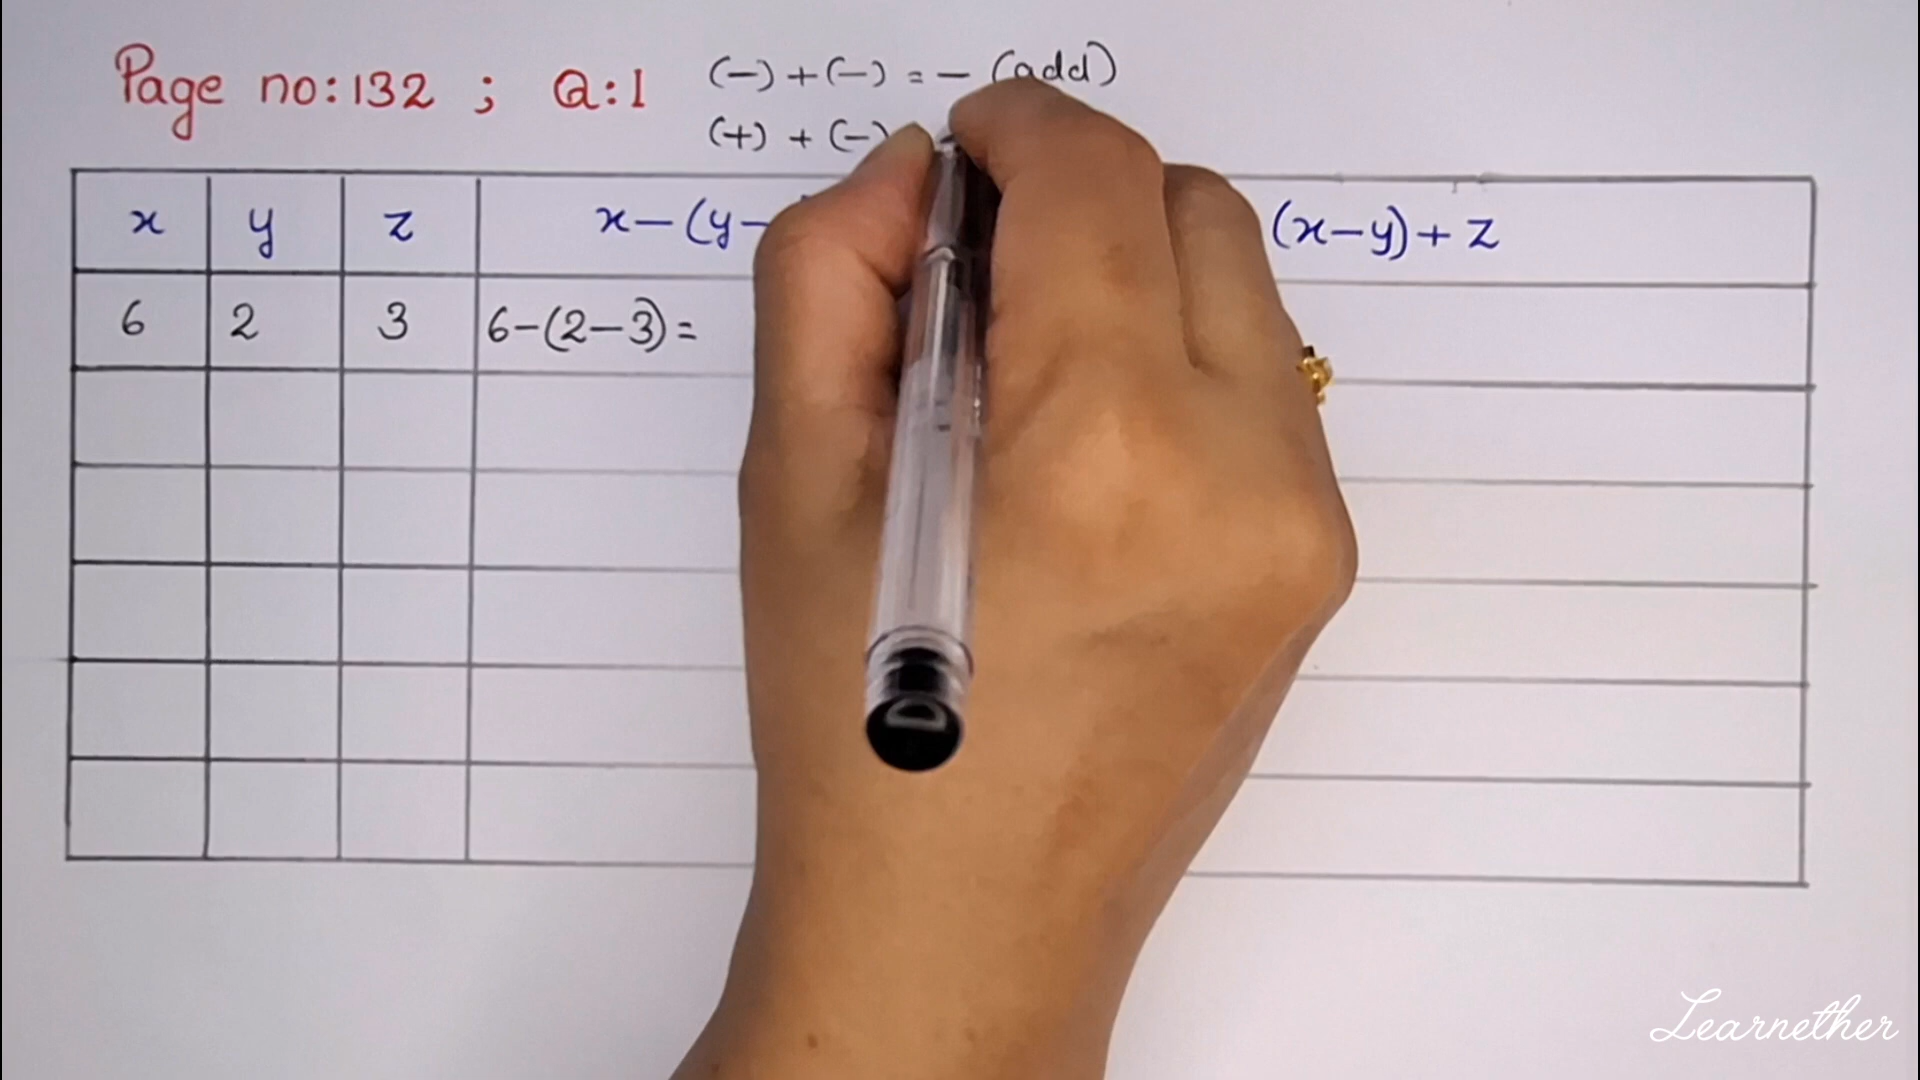 Page no:132 ; Q:1
(−) + (−) = − (add)
(+) + (−)
x y z x−(y− (x−y)+z
6 2 3 6−(2−3)=
D
Learnether